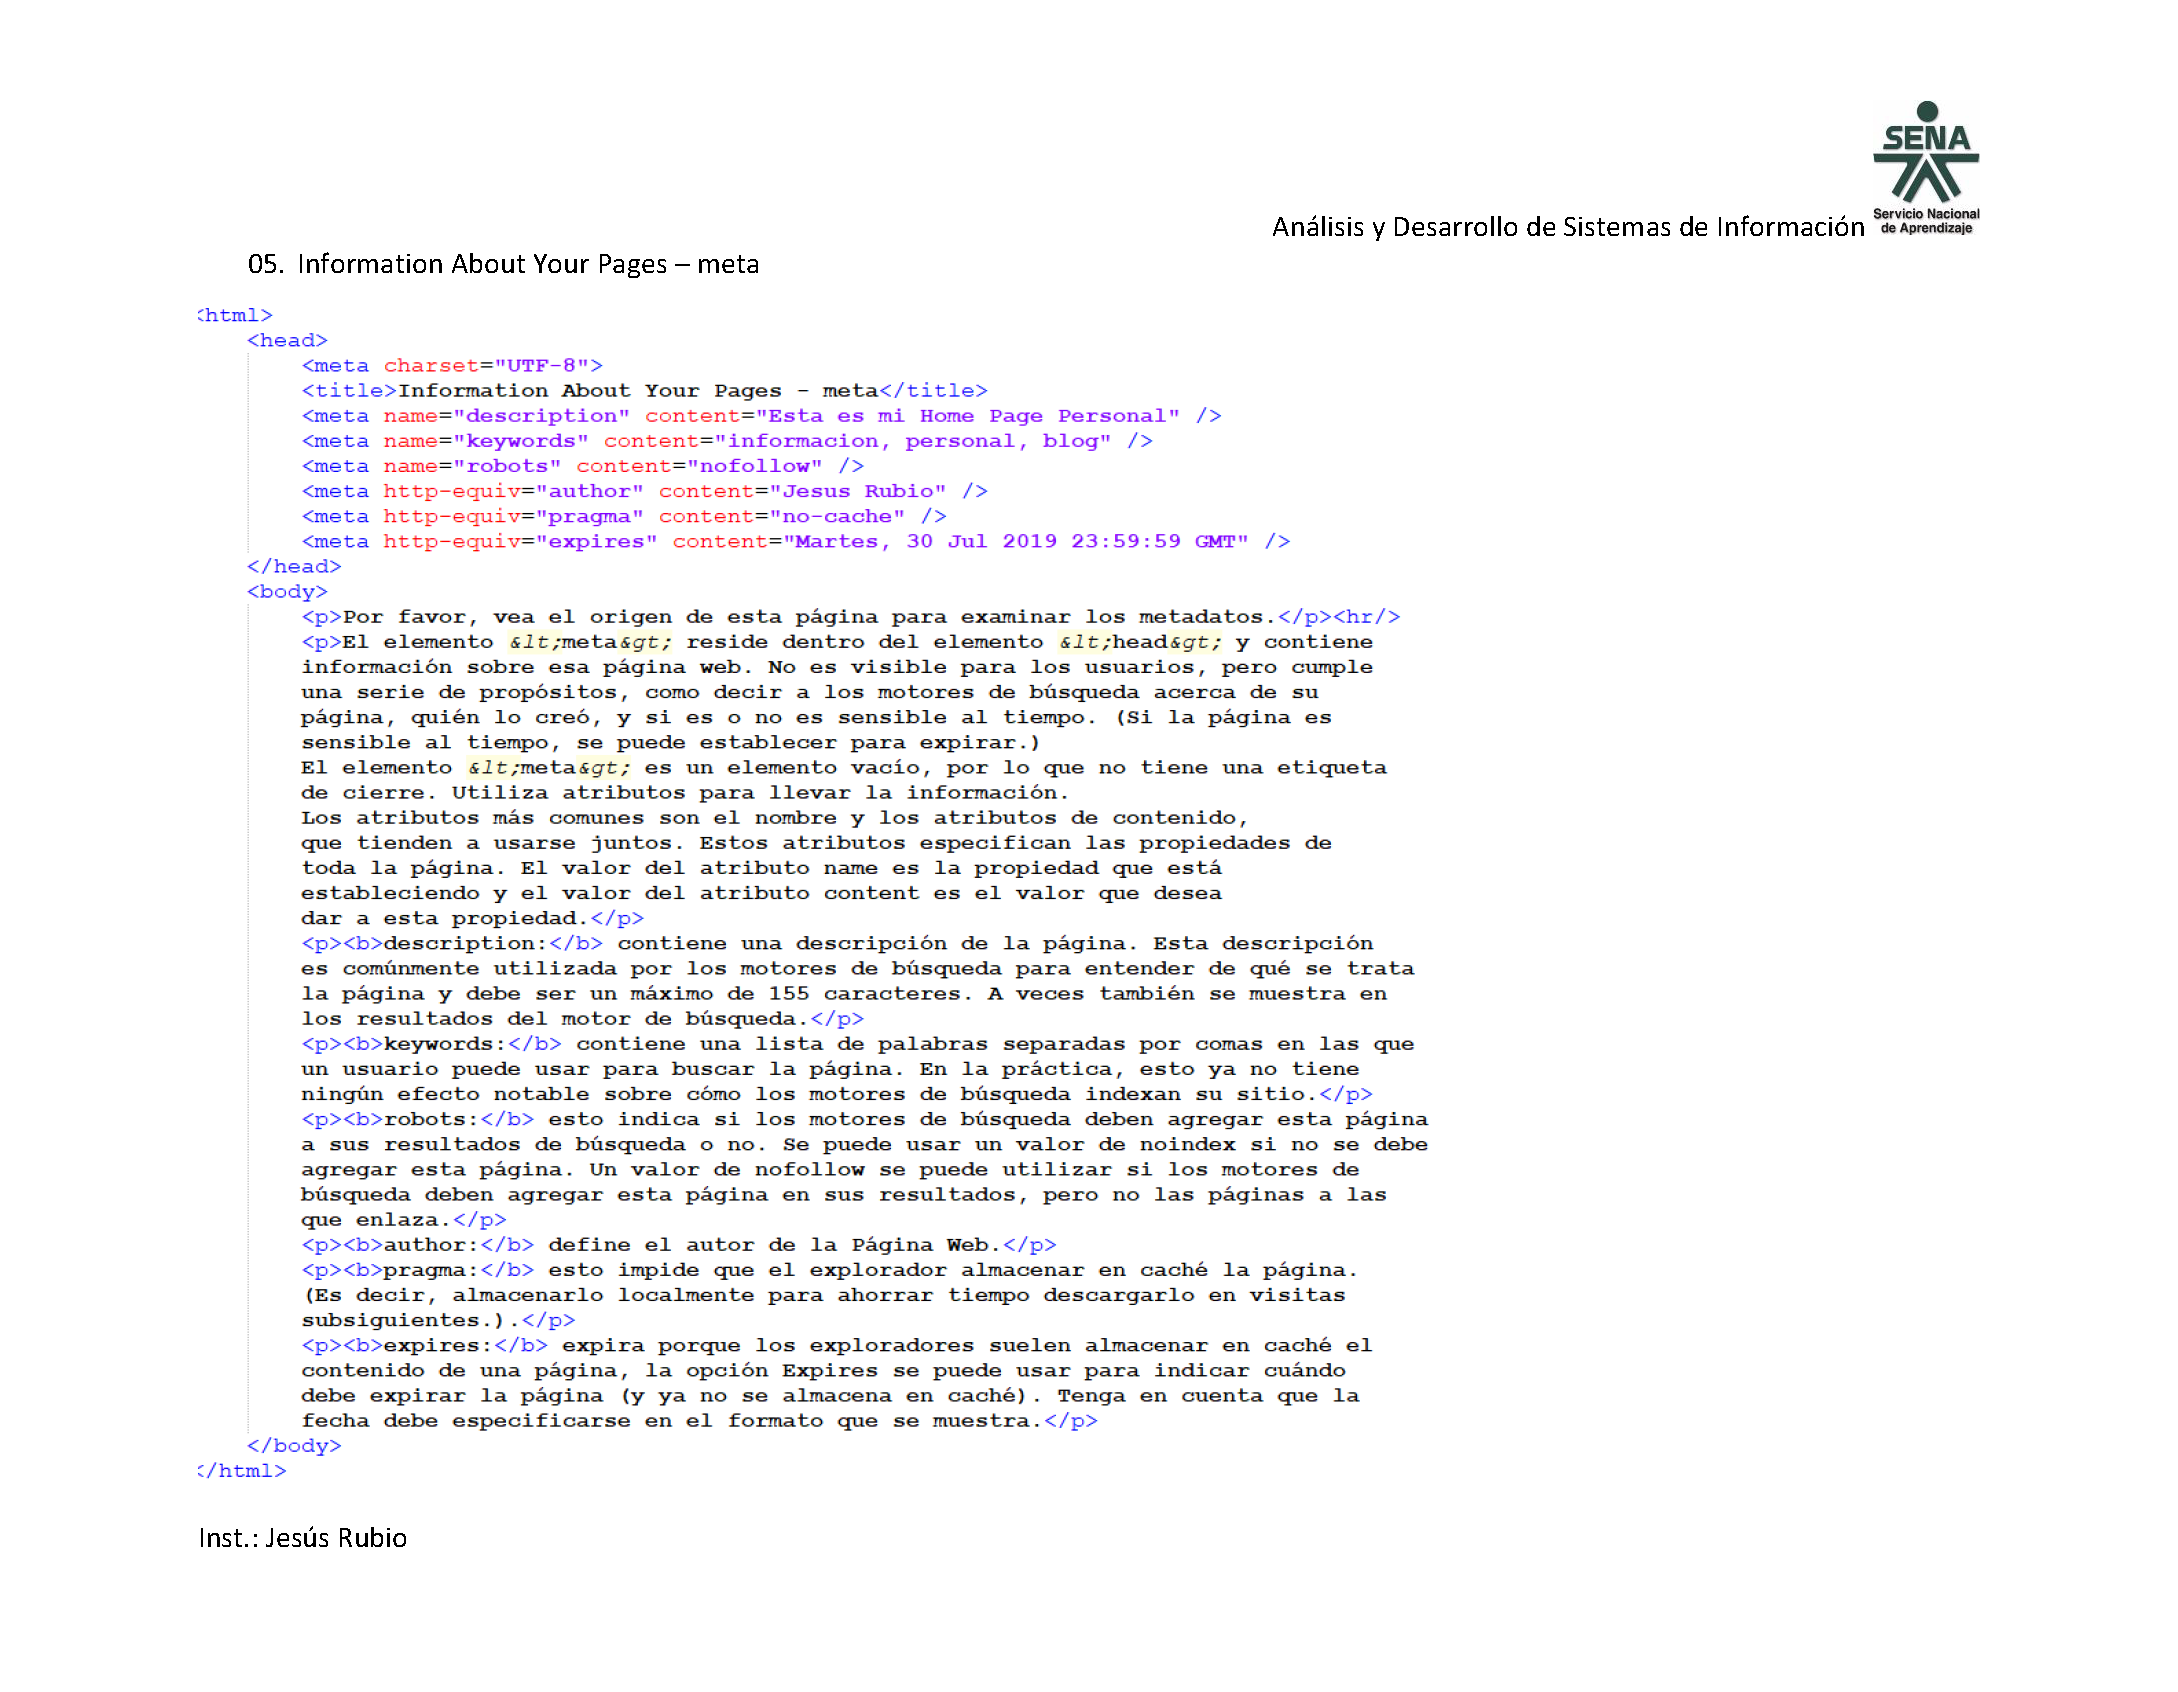 SENA
Servicio Nacional
de Aprendizaje
Análisis y Desarrollo de Sistemas de Información
05. Information About Your Pages – meta
<html>
<head>
<meta charset="UTF-8">
<title>Information About Your Pages - meta</title>
<meta name="description" content="Esta es mi Home Page Personal" />
<meta name="keywords" content="informacion, personal, blog" />
<meta name="robots" content="nofollow" />
<meta http-equiv="author" content="Jesus Rubio" />
<meta http-equiv="pragma" content="no-cache" />
<meta http-equiv="expires" content="Martes, 30 Jul 2019 23:59:59 GMT" />
</head>
<body>
<p>Por favor, vea el origen de esta página para examinar los metadatos.</p><hr/>
<p>El elemento &lt;meta&gt; reside dentro del elemento &lt;head&gt; y contiene
información sobre esa página web. No es visible para los usuarios, pero cumple
una serie de propósitos, como decir a los motores de búsqueda acerca de su
página, quién lo creó, y si es o no es sensible al tiempo. (Si la página es
sensible al tiempo, se puede establecer para expirar.)
El elemento &lt;meta&gt; es un elemento vacío, por lo que no tiene una etiqueta
de cierre. Utiliza atributos para llevar la información.
Los atributos más comunes son el nombre y los atributos de contenido,
que tienden a usarse juntos. Estos atributos especifican las propiedades de
toda la página. El valor del atributo name es la propiedad que está
estableciendo y el valor del atributo content es el valor que desea
dar a esta propiedad.</p>
<p><b>description:</b> contiene una descripción de la página. Esta descripción
es comúnmente utilizada por los motores de búsqueda para entender de qué se trata
la página y debe ser un máximo de 155 caracteres. A veces también se muestra en
los resultados del motor de búsqueda.</p>
<p><b>keywords:</b> contiene una lista de palabras separadas por comas en las que
un usuario puede usar para buscar la página. En la práctica, esto ya no tiene
ningún efecto notable sobre cómo los motores de búsqueda indexan su sitio.</p>
<p><b>robots:</b> esto indica si los motores de búsqueda deben agregar esta página
a sus resultados de búsqueda o no. Se puede usar un valor de noindex si no se debe
agregar esta página. Un valor de nofollow se puede utilizar si los motores de
búsqueda deben agregar esta página en sus resultados, pero no las páginas a las
que enlaza.</p>
<p><b>author:</b> define el autor de la Página Web.</p>
<p><b>pragma:</b> esto impide que el explorador almacenar en caché la página.
(Es decir, almacenarlo localmente para ahorrar tiempo descargarlo en visitas
subsiguientes.).</p>
<p><b>expires:</b> expira porque los exploradores suelen almacenar en caché el
contenido de una página, la opción Expires se puede usar para indicar cuándo
debe expirar la página (y ya no se almacena en caché). Tenga en cuenta que la
fecha debe especificarse en el formato que se muestra.</p>
</body>
</html>
Inst.: Jesús Rubio